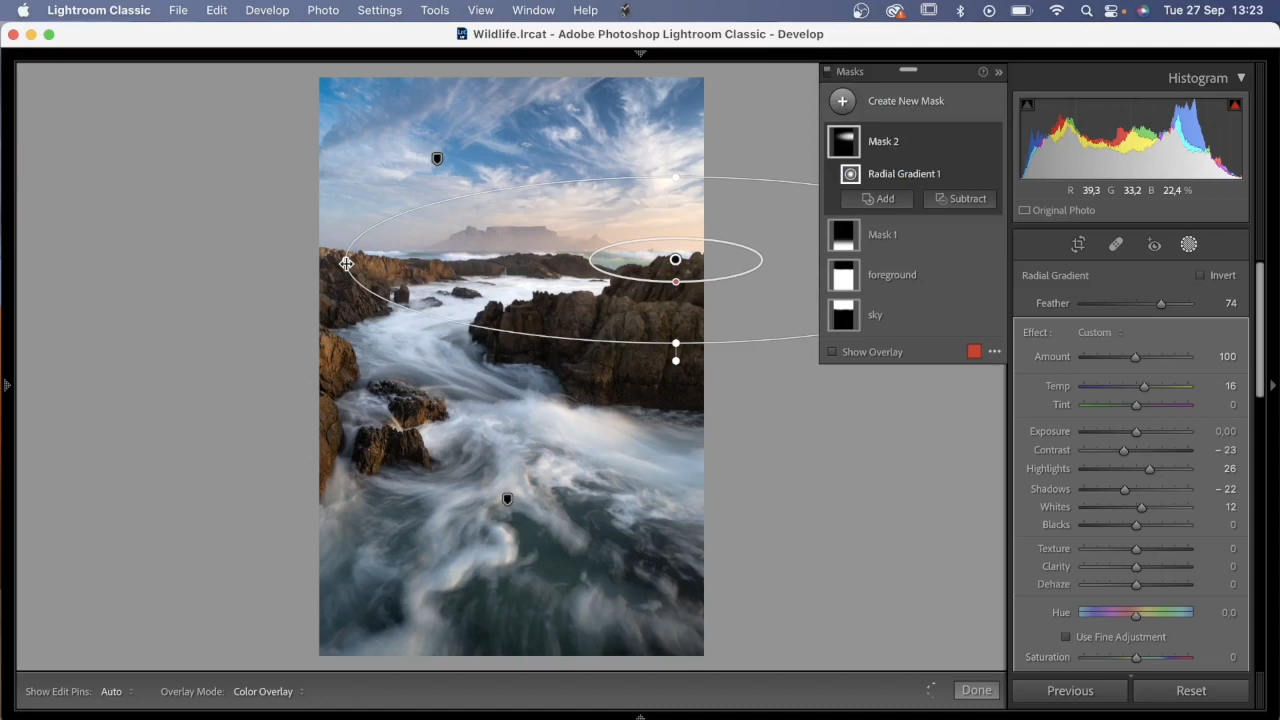 Lightroom Classic File Edit Develop Photo Settings Tools View Window Help Tue 27 Sep 13:23
Wildlife.lrcat - Adobe Photoshop Lightroom Classic - Develop
Masks
Create New Mask
Mask 2
Radial Gradient 1
Add Subtract
Mask 1
foreground
sky
Show Overlay
Histogram
R 39,3 G 33,2 B 22,4 %
Original Photo
Radial Gradient Invert
Feather 74
Effect : Custom
Amount 100
Temp 16
Tint 0
Exposure 0,00
Contrast – 23
Highlights 26
Shadows – 22
Whites 12
Blacks 0
Texture 0
Clarity 0
Dehaze 0
Hue 0,0
Use Fine Adjustment
Saturation 0
Show Edit Pins: Auto Overlay Mode: Color Overlay Done
Previous Reset